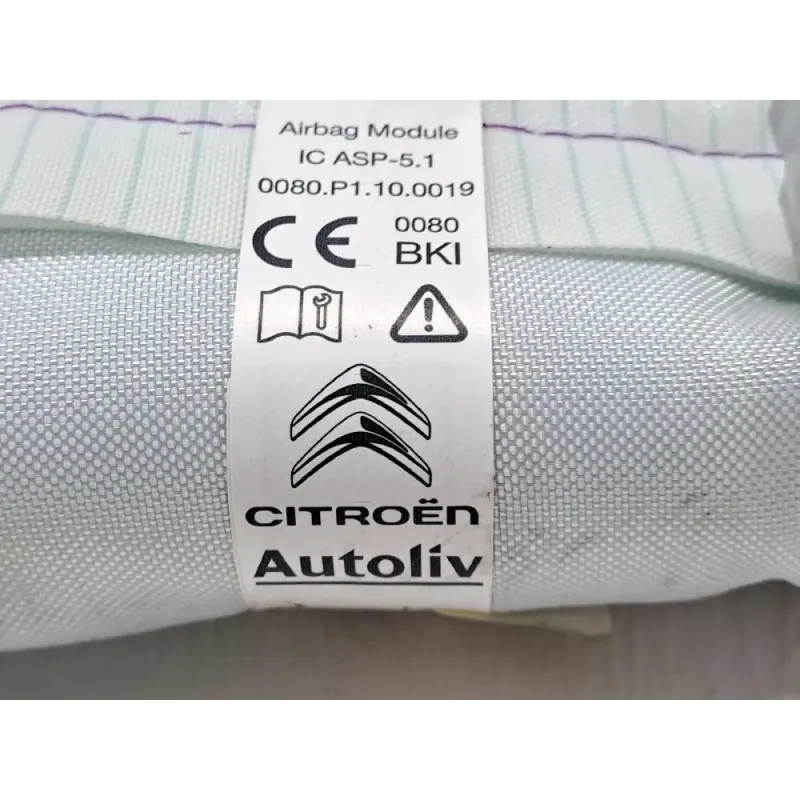 Airbag Module
IC ASP-5.1
0080.P1.10.0019
CE 0080
BKI
CITROËN
Autoliv